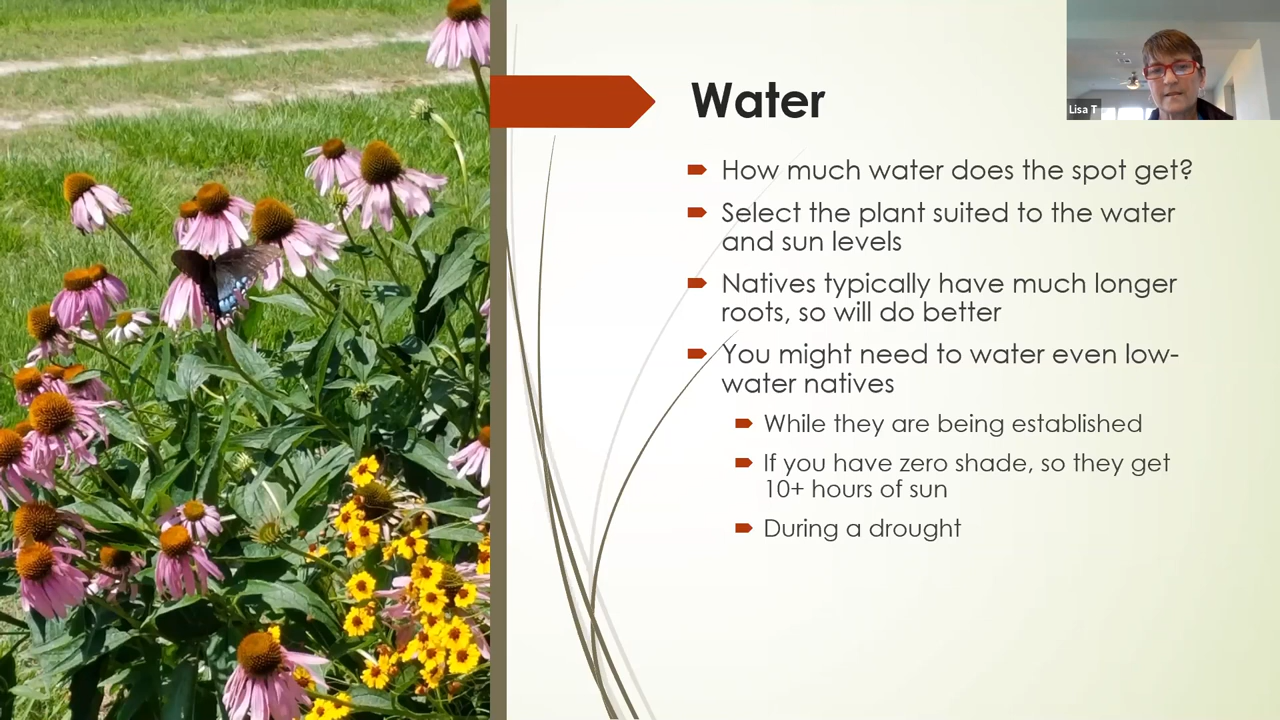 Water
Lisa T
How much water does the spot get?
Select the plant suited to the water
and sun levels
Natives typically have much longer
roots, so will do better
You might need to water even low-
water natives
While they are being established
If you have zero shade, so they get
10+ hours of sun
During a drought